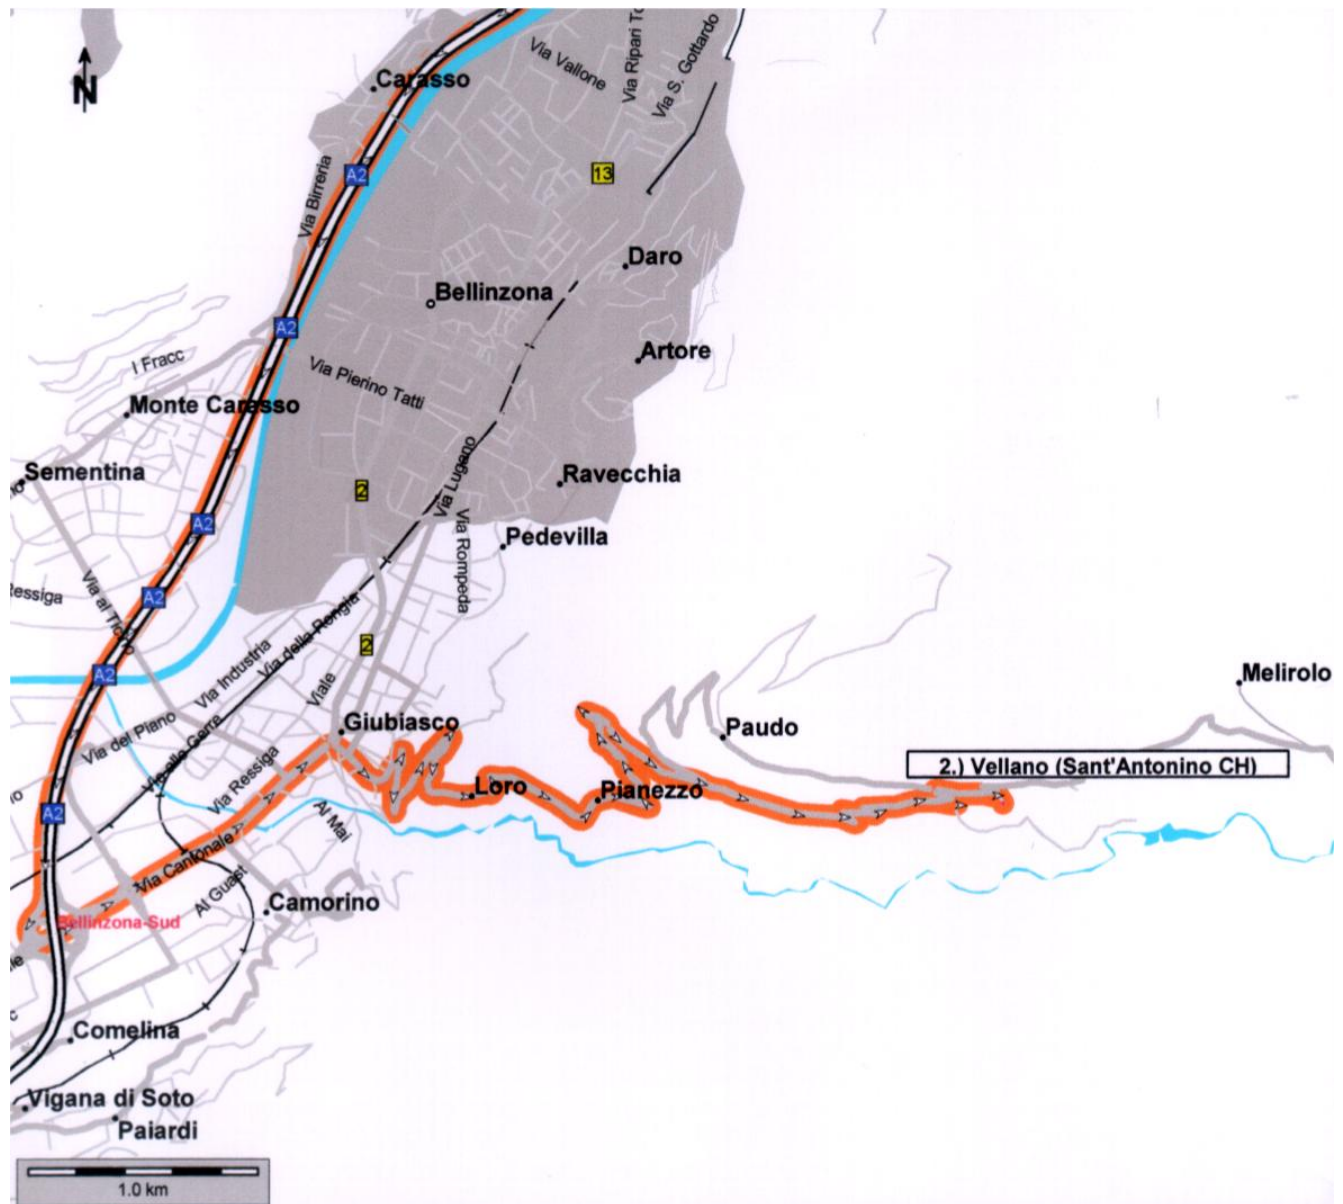 N
Carasso
Via Vallone
Via Ripari To
Via S. Gottardo
A2
13
Via Birreria
Daro
Bellinzona
A2
Artore
I Fracc
Via Pierino Tatti
Monte Carasso
Sementina
Via Lugano
Ravecchia
2
A2
Via Rompeda
Pedevilla
Ressiga
A2
Via al Ticino
Via della Rongia
2
Via Industria
A2
Viale
Melirolo
Giubiasco
Paudo
Via del Piano
Via alle Gerre
2.) Vellano (Sant'Antonino CH)
Via Ressiga
Loro
Pianezzo
A2
Al Mai
Via Cantonale
Al Guast
Camorino
Bellinzona-Sud
Comelina
Vigana di Soto
Paiardi
1.0 km